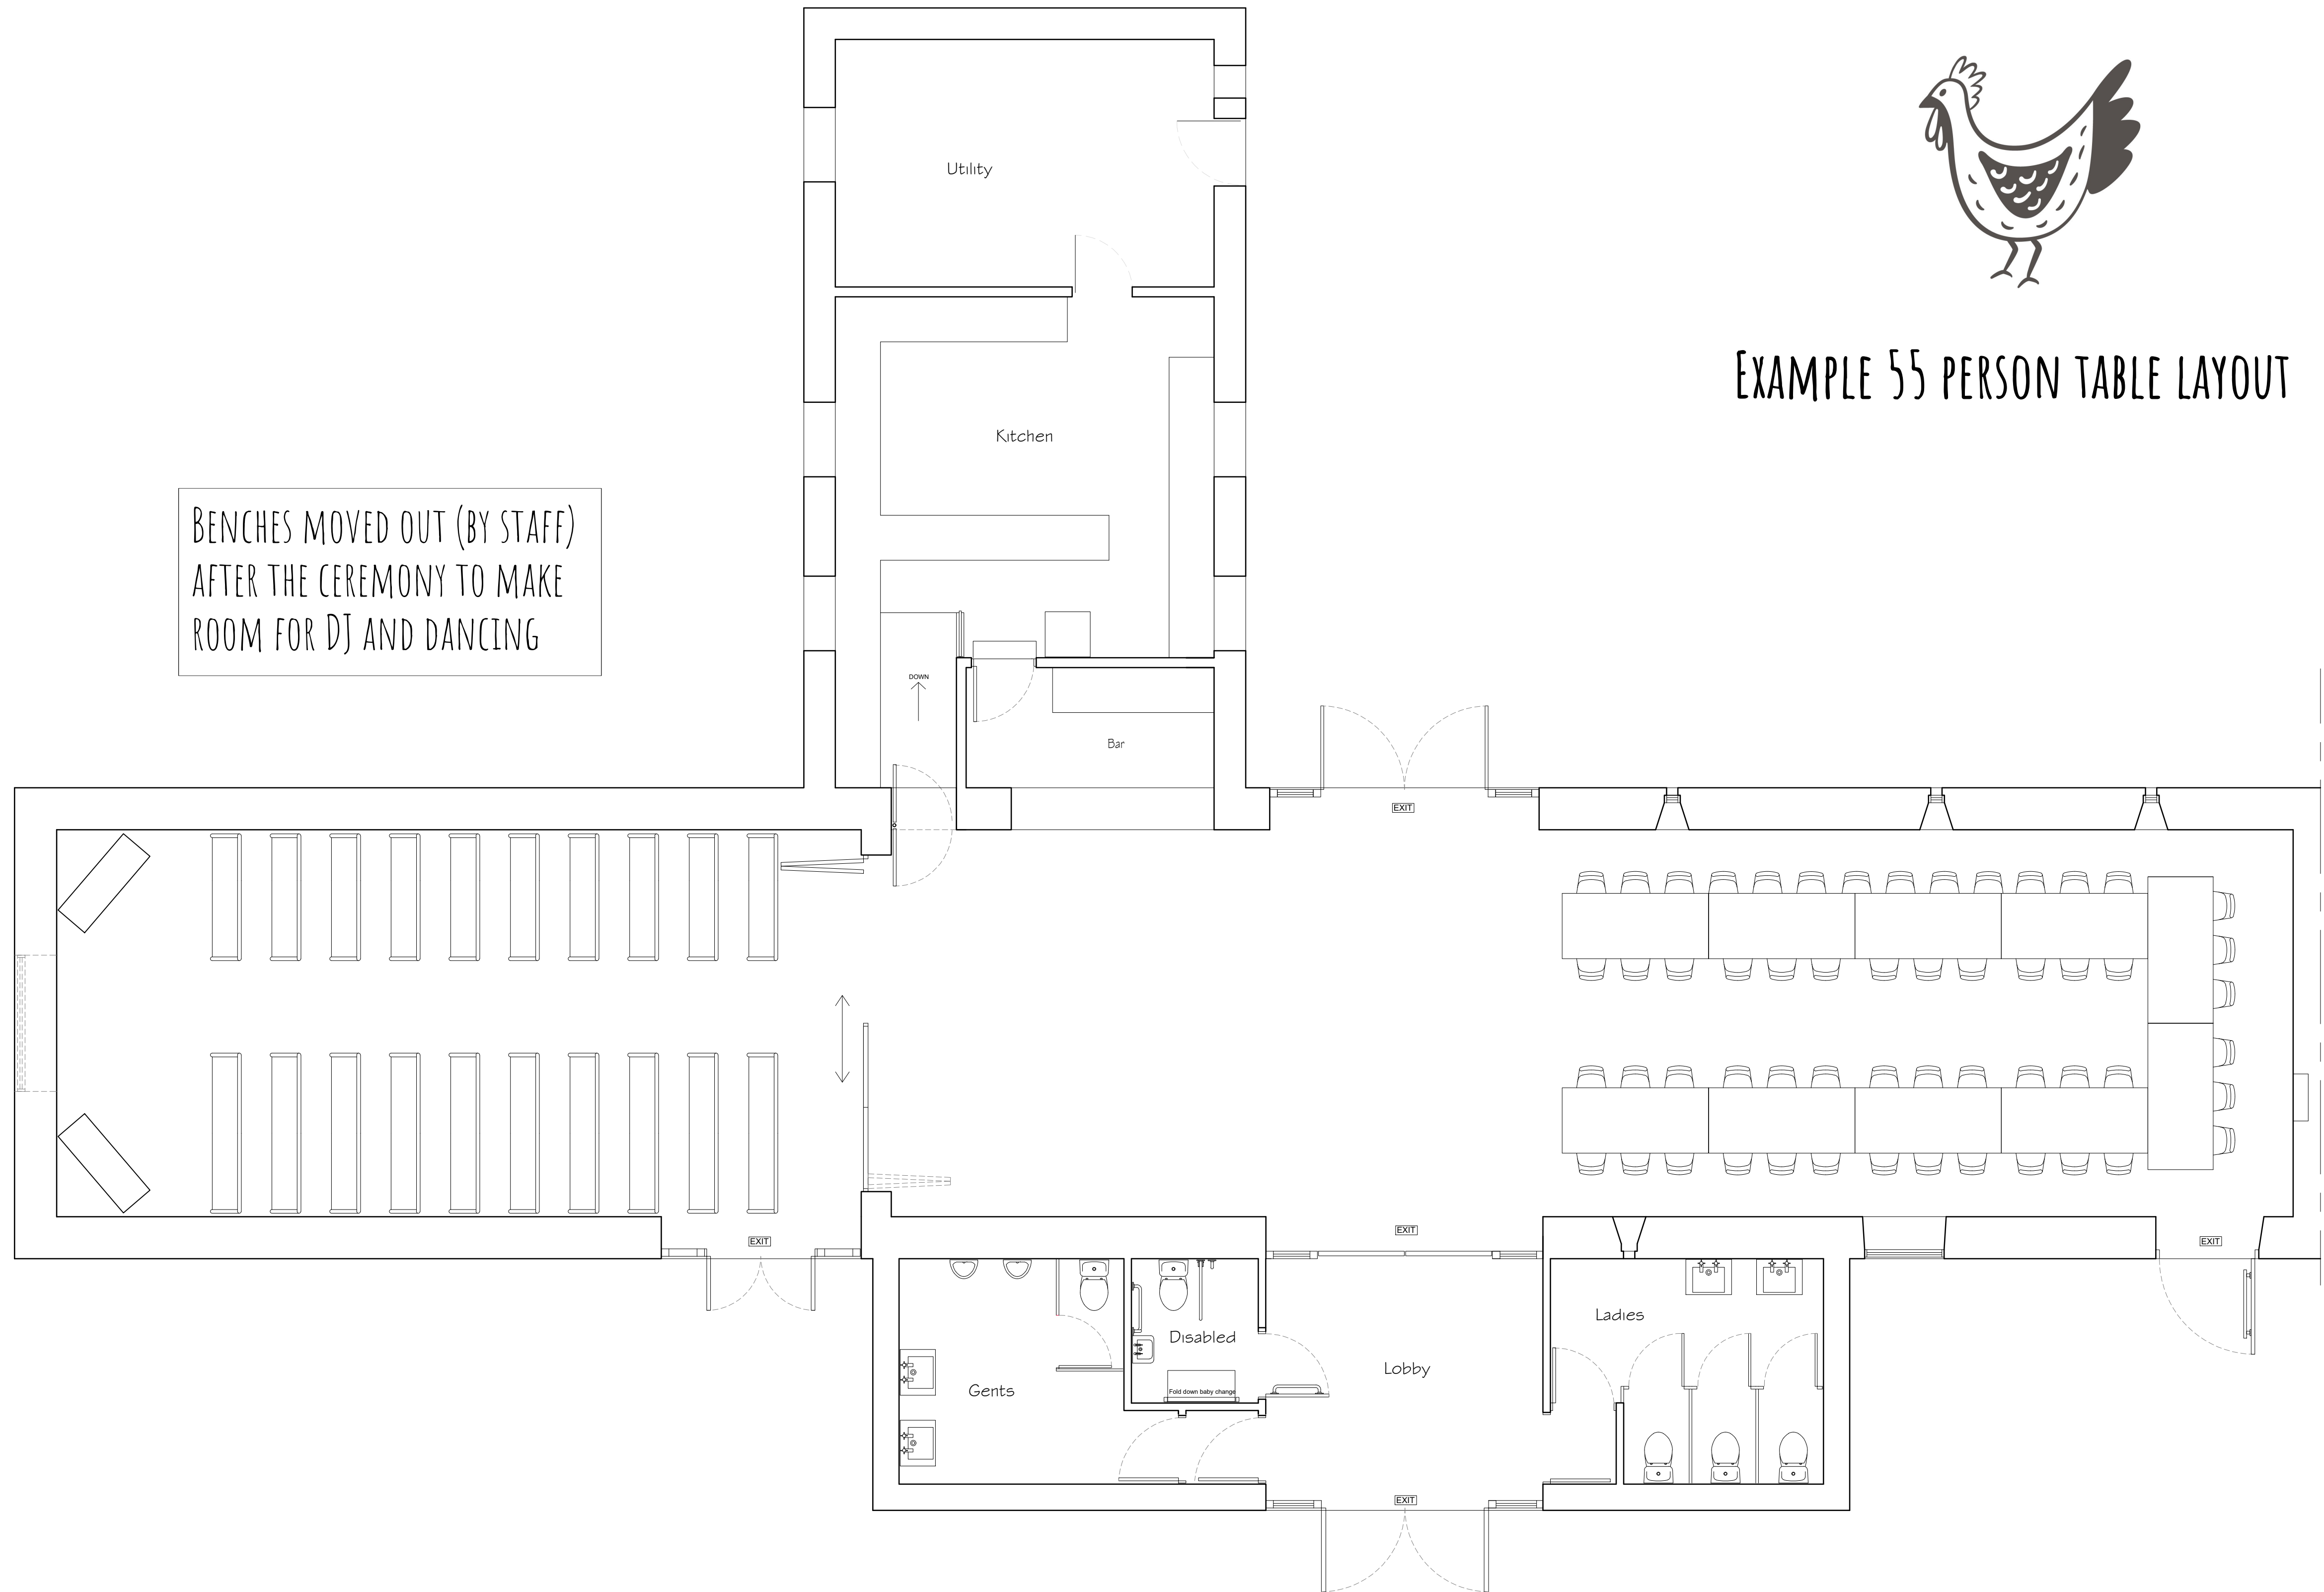 Utility
Example 55 person table layout
Kitchen
Benches moved out (by staff)
after the ceremony to make
room for DJ and dancing
DOWN
Bar
EXIT
EXIT
EXIT
EXIT
Ladies
Disabled
Lobby
Gents
Fold down baby change
EXIT